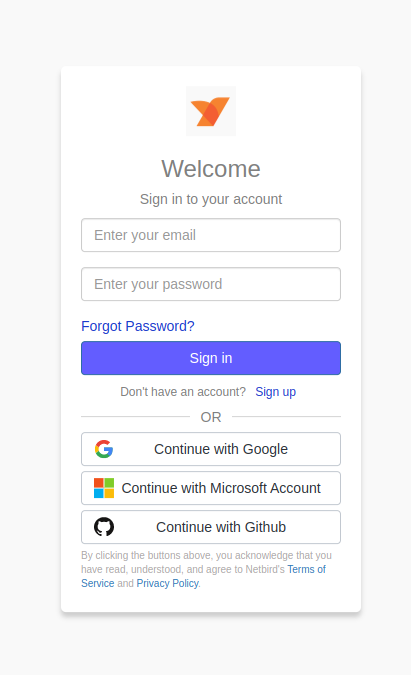 Welcome
Sign in to your account
Enter your email
Enter your password
Forgot Password?
Sign in
Don't have an account? Sign up
OR
Continue with Google
Continue with Microsoft Account
Continue with Github
By clicking the buttons above, you acknowledge that you
have read, understood, and agree to Netbird's Terms of
Service and Privacy Policy.